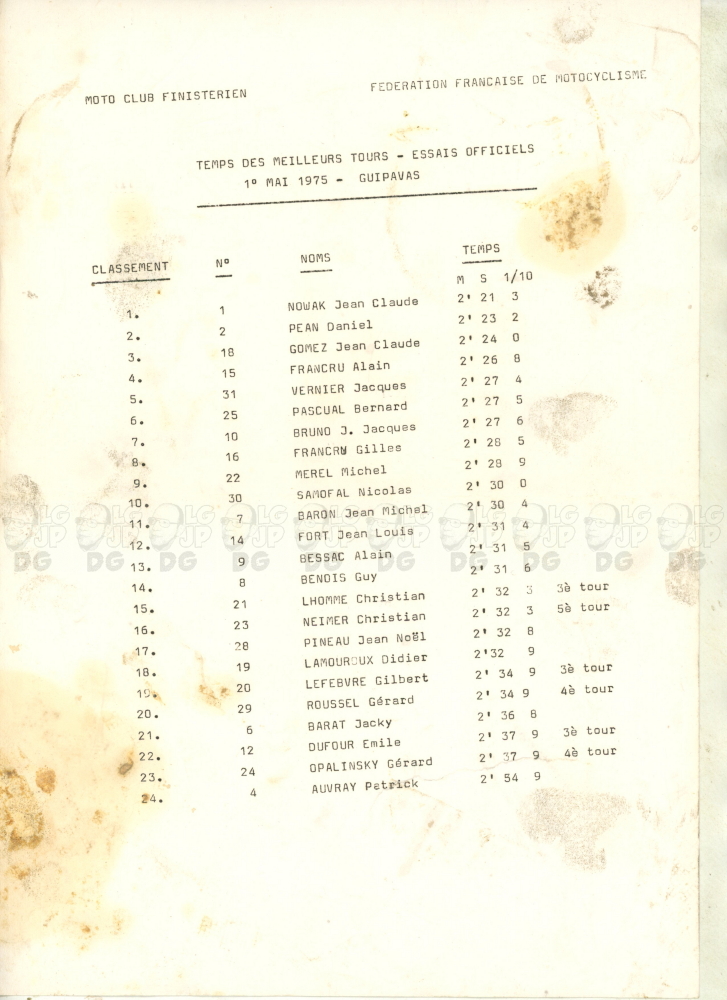 MOTO CLUB FINISTERIEN
FEDERATION FRANCAISE DE MOTOCYCLISME
TEMPS DES MEILLEURS TOURS - ESSAIS OFFICIELS
1º MAI 1975 - GUIPAVAS
CLASSEMENT Nº NOMS TEMPS
M S 1/10
1. 1 NOWAK Jean Claude 2' 21 3
2. 2 PEAN Daniel 2' 23 2
3. 18 GOMEZ Jean Claude 2' 24 0
4. 15 FRANCRU Alain 2' 26 8
5. 31 VERNIER Jacques 2' 27 4
6. 25 PASCUAL Bernard 2' 27 5
7. 10 BRUNO J. Jacques 2' 27 6
8. 16 FRANCRU Gilles 2' 28 5
9. 22 MEREL Michel 2' 28 9
10. 30 SAMOFAL Nicolas 2' 30 0
11. 7 BARON Jean Michel 2' 30 4
12. 14 FORT Jean Louis 2' 31 4
13. 9 BESSAC Alain 2' 31 5
14. 8 BENOIS Guy 2' 31 6
15. 21 LHOMME Christian 2' 32 3 3è tour
16. 23 NEIMER Christian 2' 32 3 5è tour
17. 28 PINEAU Jean Noël 2' 32 8
18. 19 LAMOUROUX Didier 2'32 9
19. 20 LEFEBVRE Gilbert 2' 34 9 3è tour
20. 29 ROUSSEL Gérard 2' 34 9 4è tour
21. 6 BARAT Jacky 2' 36 8
22. 12 DUFOUR Emile 2' 37 9 3è tour
23. 24 OPALINSKY Gérard 2' 37 9 4è tour
24. 4 AUVRAY Patrick 2' 54 9